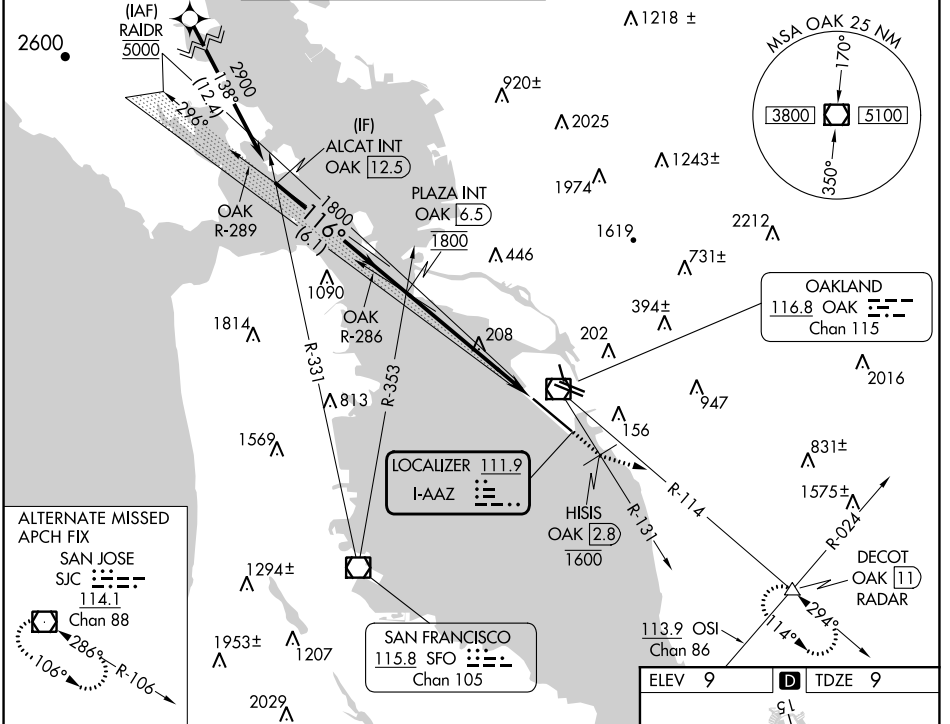 (IAF)
RAIDR
5000
2600
2900
138°
(12.4)
296°
OAK
R-289
(IF)
ALCAT INT
OAK 12.5
PLAZA INT
OAK 6.5
1800
1800
116°
(6.1)
OAK
R-286
R-331
R-353
1218 ±
920±
2025
1974
1243±
1619
2212
731±
446
394±
202
208
1090
1814
813
1569
156
947
2016
831±
1575±
MSA OAK 25 NM
170°
3800
5100
350°
OAKLAND
116.8 OAK
Chan 115
LOCALIZER 111.9
I-AAZ
HISIS
OAK 2.8
1600
R-131
R-114
R-024
DECOT
OAK 11
RADAR
294°
114°
113.9 OSI
Chan 86
SAN FRANCISCO
115.8 SFO
Chan 105
1294±
1953±
1207
2029
ALTERNATE MISSED
APCH FIX
SAN JOSE
SJC
114.1
Chan 88
286°
R-106
106°
ELEV 9
D
TDZE 9
15